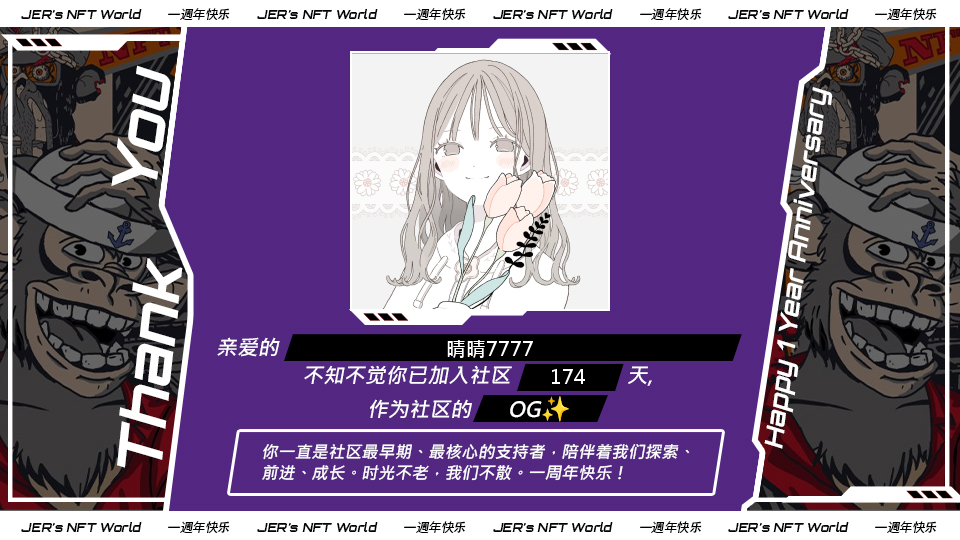 JER's NFT World 一週年快乐 JER's NFT World 一週年快乐 JER's NFT World 一週年快乐 JER's NFT World 一週年快乐
Thank You
亲爱的 晴晴7777
不知不觉你已加入社区 174 天,
作为社区的 OG✨
你一直是社区最早期、最核心的支持者，陪伴着我们探索、
前进、成长。时光不老，我们不散。一周年快乐！
Happy 1 Year Anniversary
JER's NFT World 一週年快乐 JER's NFT World 一週年快乐 JER's NFT World 一週年快乐 JER's NFT World 一週年快乐